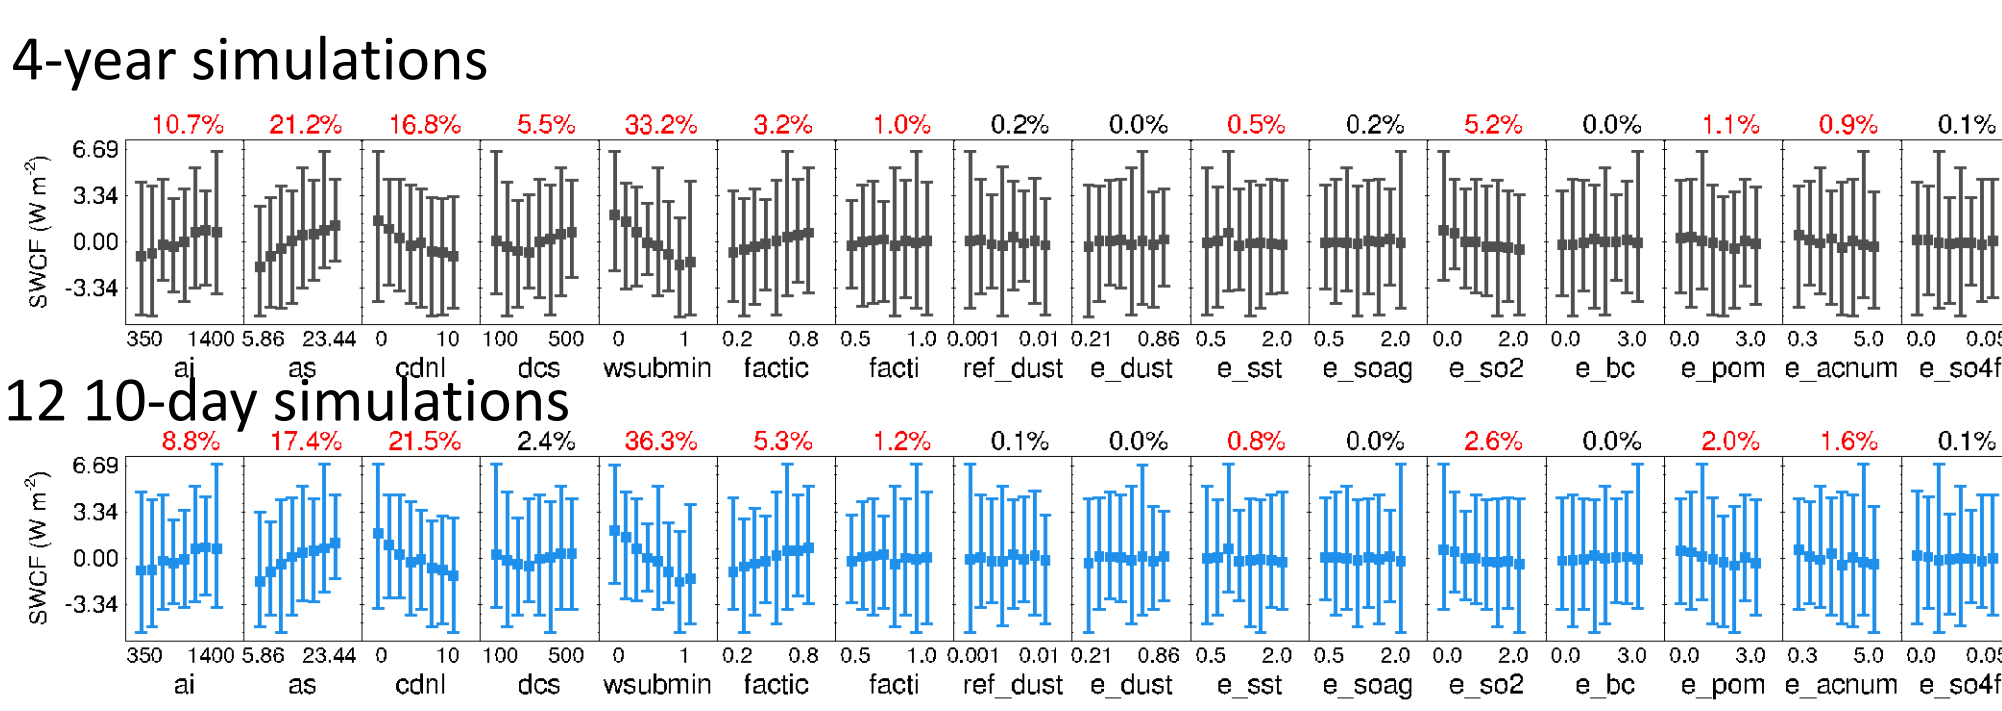 4-year simulations
10.7% 21.2% 16.8% 5.5% 33.2% 3.2% 1.0% 0.2% 0.0% 0.5% 0.2% 5.2% 0.0% 1.1% 0.9% 0.1%
SWCF (W m-2)
6.69
3.34
0.00
-3.34
350 1400 5.86 23.44 0 10 100 500 0 1 0.2 0.8 0.5 1.0 0.001 0.01 0.21 0.86 0.5 2.0 0.5 2.0 0.0 2.0 0.0 3.0 0.0 3.0 0.3 5.0 0.0 0.05
ai as cdnl dcs wsubmin factic facti ref_dust e_dust e_sst e_soag e_so2 e_bc e_pom e_acnum e_so4f
12 10-day simulations
8.8% 17.4% 21.5% 2.4% 36.3% 5.3% 1.2% 0.1% 0.0% 0.8% 0.0% 2.6% 0.0% 2.0% 1.6% 0.1%
SWCF (W m-2)
6.69
3.34
0.00
-3.34
350 1400 5.86 23.44 0 10 100 500 0 1 0.2 0.8 0.5 1.0 0.001 0.01 0.21 0.86 0.5 2.0 0.5 2.0 0.0 2.0 0.0 3.0 0.0 3.0 0.3 5.0 0.0 0.05
ai as cdnl dcs wsubmin factic facti ref_dust e_dust e_sst e_soag e_so2 e_bc e_pom e_acnum e_so4f